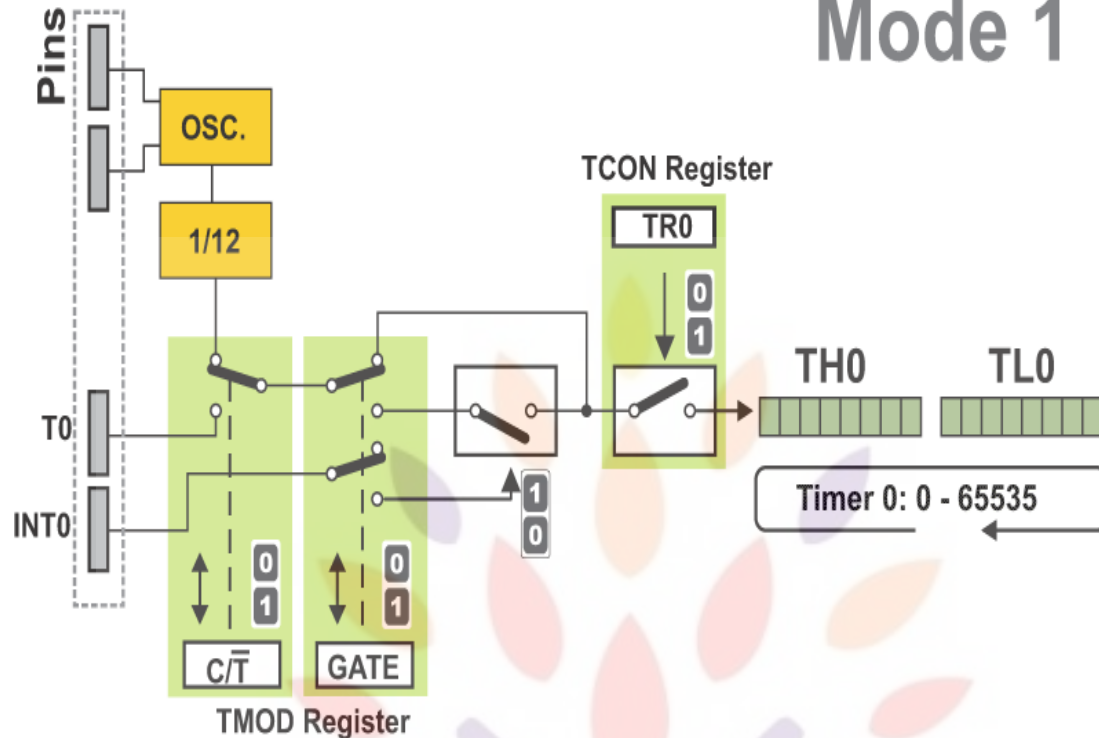 Mode 1
Pins
OSC.
1/12
TCON Register
TR0
0
1
TH0
TL0
T0
INT0
1
0
Timer 0: 0 - 65535
0
1
0
1
C/T̅
GATE
TMOD Register